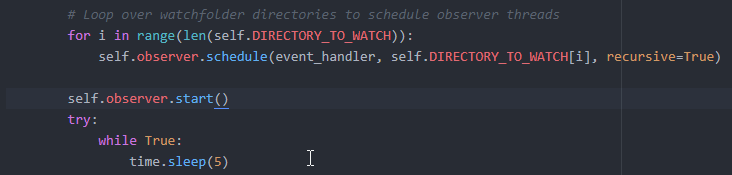 # Loop over watchfolder directories to schedule observer threads
for i in range(len(self.DIRECTORY_TO_WATCH)):
self.observer.schedule(event_handler, self.DIRECTORY_TO_WATCH[i], recursive=True)
self.observer.start()
try:
while True:
time.sleep(5)